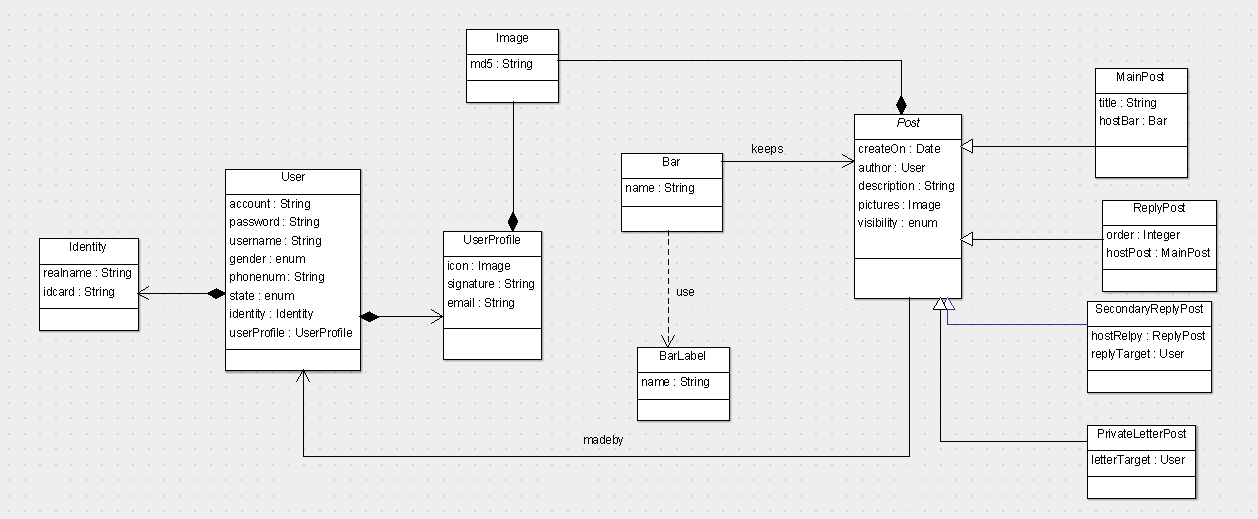 Image
md5 : String
MainPost
title : String
hostBar : Bar
Post
createOn : Date
author : User
description : String
pictures : Image
visibility : enum
keeps
Bar
name : String
User
account : String
password : String
username : String
gender : enum
phonenum : String
state : enum
identity : Identity
userProfile : UserProfile
ReplyPost
order : Integer
hostPost : MainPost
Identity
realname : String
idcard : String
UserProfile
icon : Image
signature : String
email : String
use
SecondaryReplyPost
hostRelpy : ReplyPost
replyTarget : User
BarLabel
name : String
madeby
PrivateLetterPost
letterTarget : User